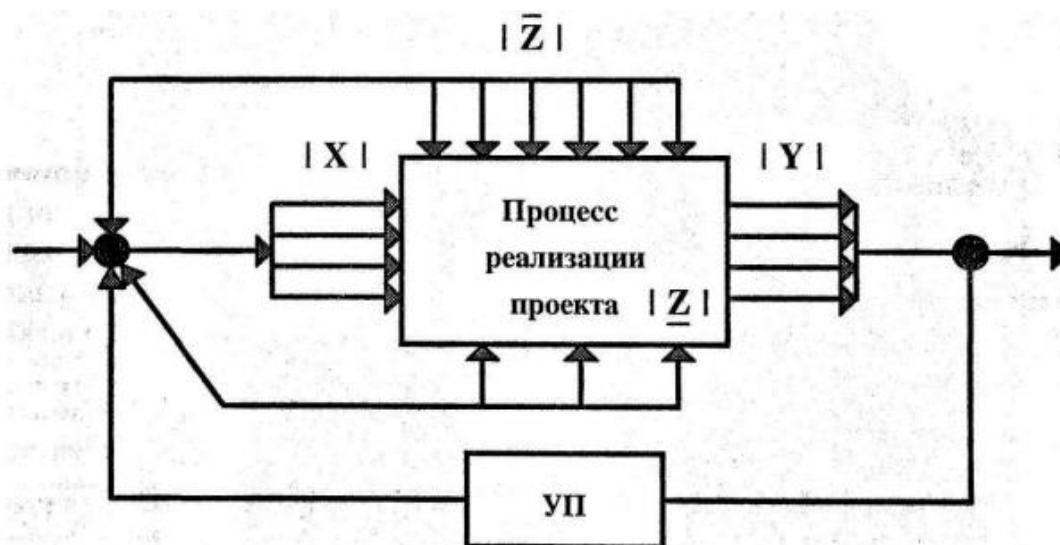 | Z̄ |
| X |
| Y |
Процесс
реализации
проекта | Z̲ |
УП